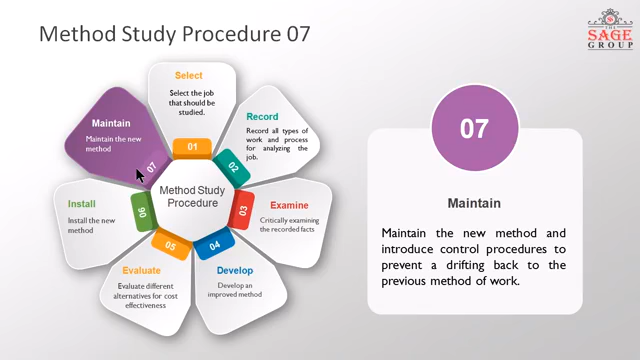 Method Study Procedure 07
THE
SAGE
GROUP
Select
Select the job
that should be
studied.
01
Record
Record all types of
work and process
for analyzing the
job.
02
Examine
Critically examining
the recorded facts
03
Develop
Develop an
improved method
04
Evaluate
Evaluate different
alternatives for cost
effectiveness
05
Install
Install the new
method
06
Maintain
Maintain the new
method
07
Method Study
Procedure
07
Maintain
Maintain the new method and
introduce control procedures to
prevent a drifting back to the
previous method of work.